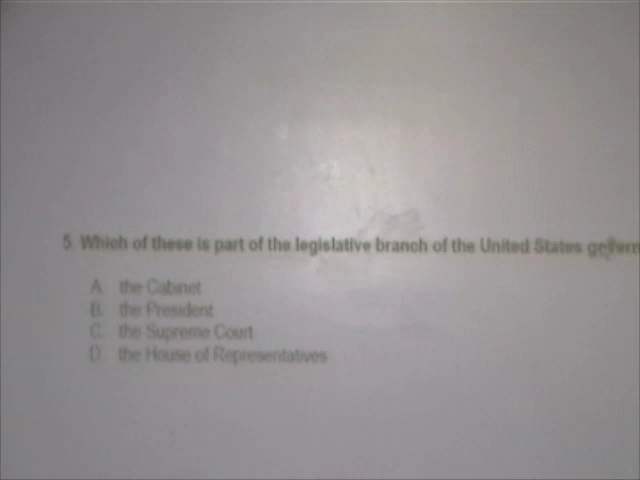 5. Which of these is part of the legislative branch of the United States govern
A. the Cabinet
B. the President
C. the Supreme Court
D. the House of Representatives